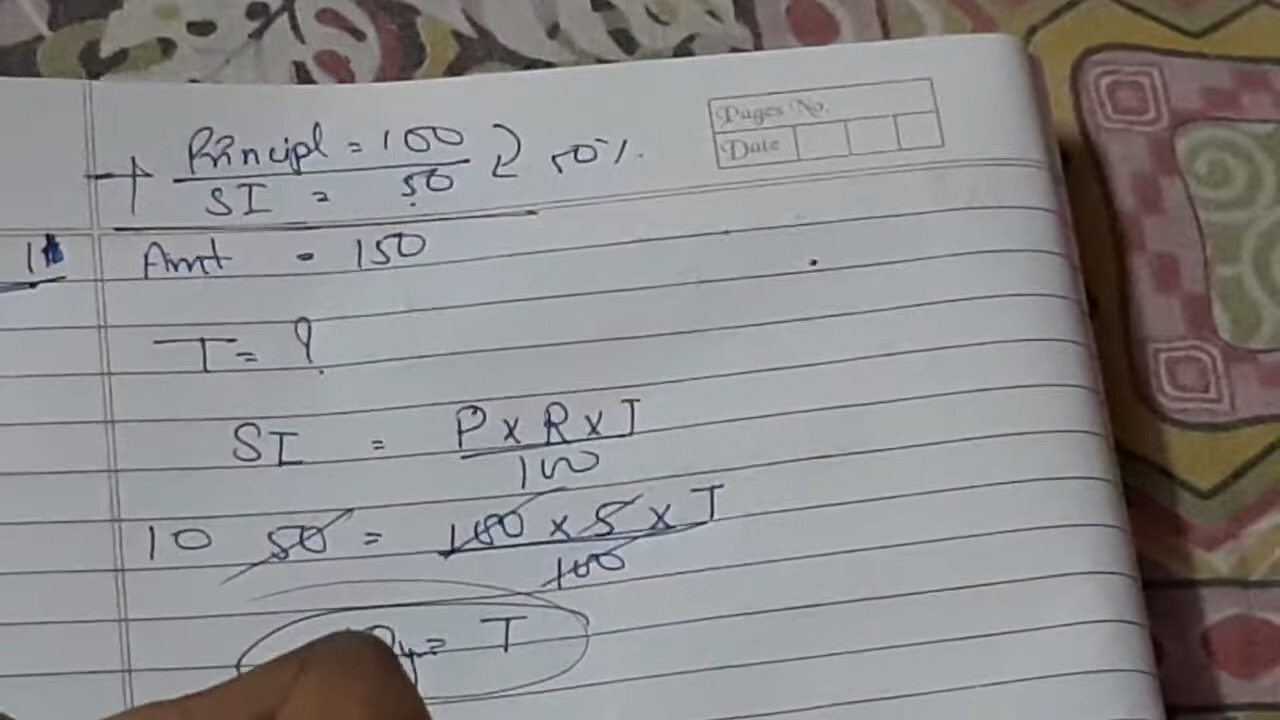 Pages No.
Date
Principl = 100
SI = 50
50%.
Amt = 150
T = ?
SI = P x R x T
100
10 50 = 100 x 5 x T
100
= T